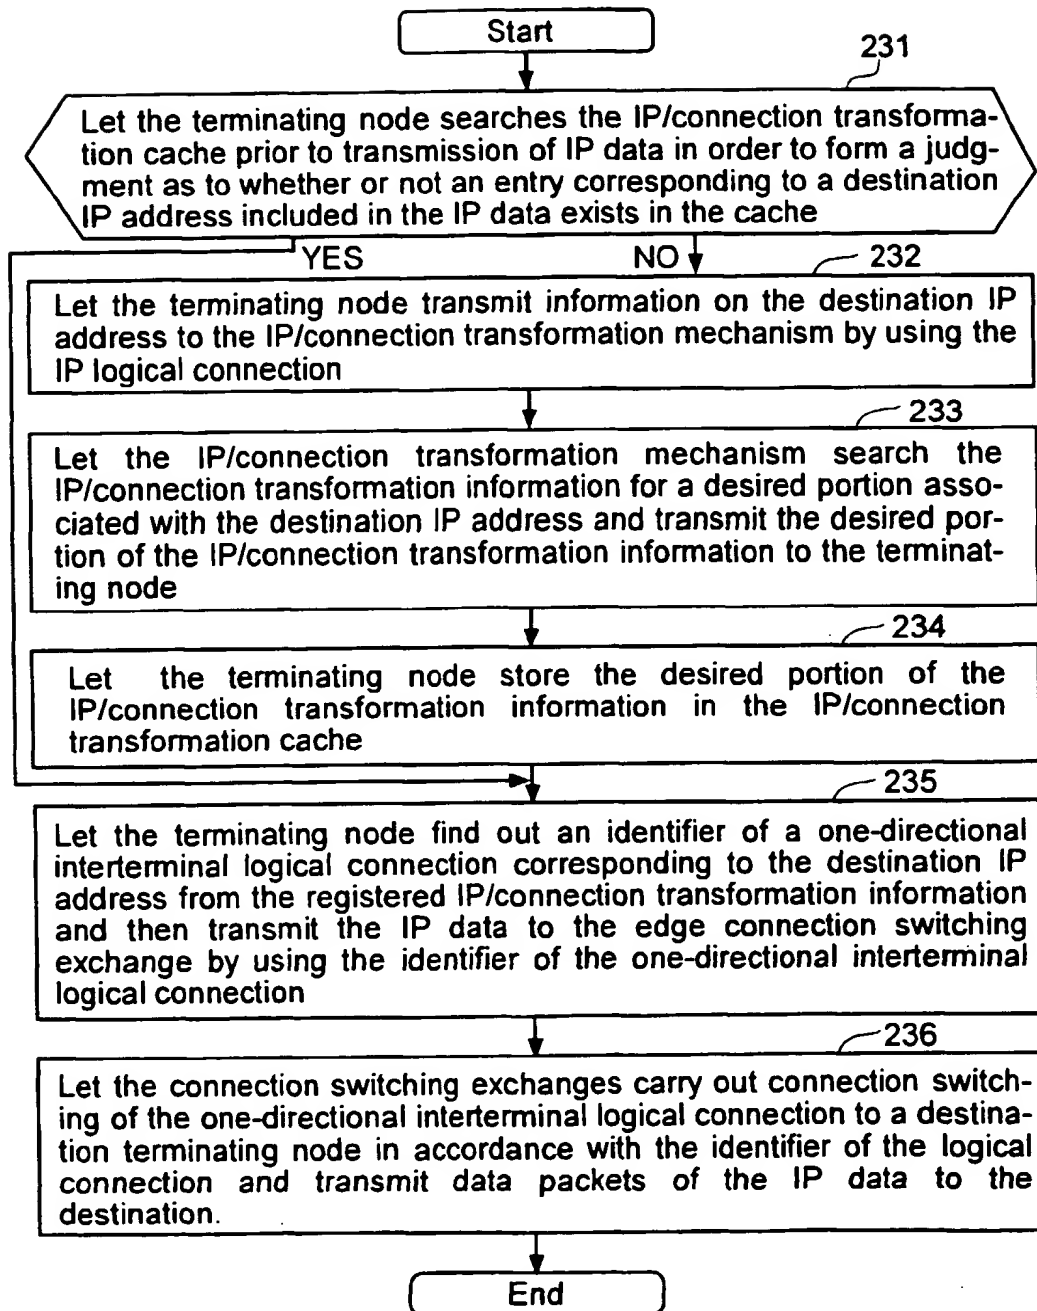 Start
231
Let the terminating node searches the IP/connection transforma-
tion cache prior to transmission of IP data in order to form a judg-
ment as to whether or not an entry corresponding to a destination
IP address included in the IP data exists in the cache
YES NO 232
Let the terminating node transmit information on the destination IP
address to the IP/connection transformation mechanism by using the
IP logical connection
233
Let the IP/connection transformation mechanism search the
IP/connection transformation information for a desired portion asso-
ciated with the destination IP address and transmit the desired por-
tion of the IP/connection transformation information to the terminat-
ing node
234
Let the terminating node store the desired portion of the
IP/connection transformation information in the IP/connection
transformation cache
235
Let the terminating node find out an identifier of a one-directional
interterminal logical connection corresponding to the destination IP
address from the registered IP/connection transformation information
and then transmit the IP data to the edge connection switching
exchange by using the identifier of the one-directional interterminal
logical connection
236
Let the connection switching exchanges carry out connection switch-
ing of the one-directional interterminal logical connection to a destina-
tion terminating node in accordance with the identifier of the logical
connection and transmit data packets of the IP data to the
destination.
End